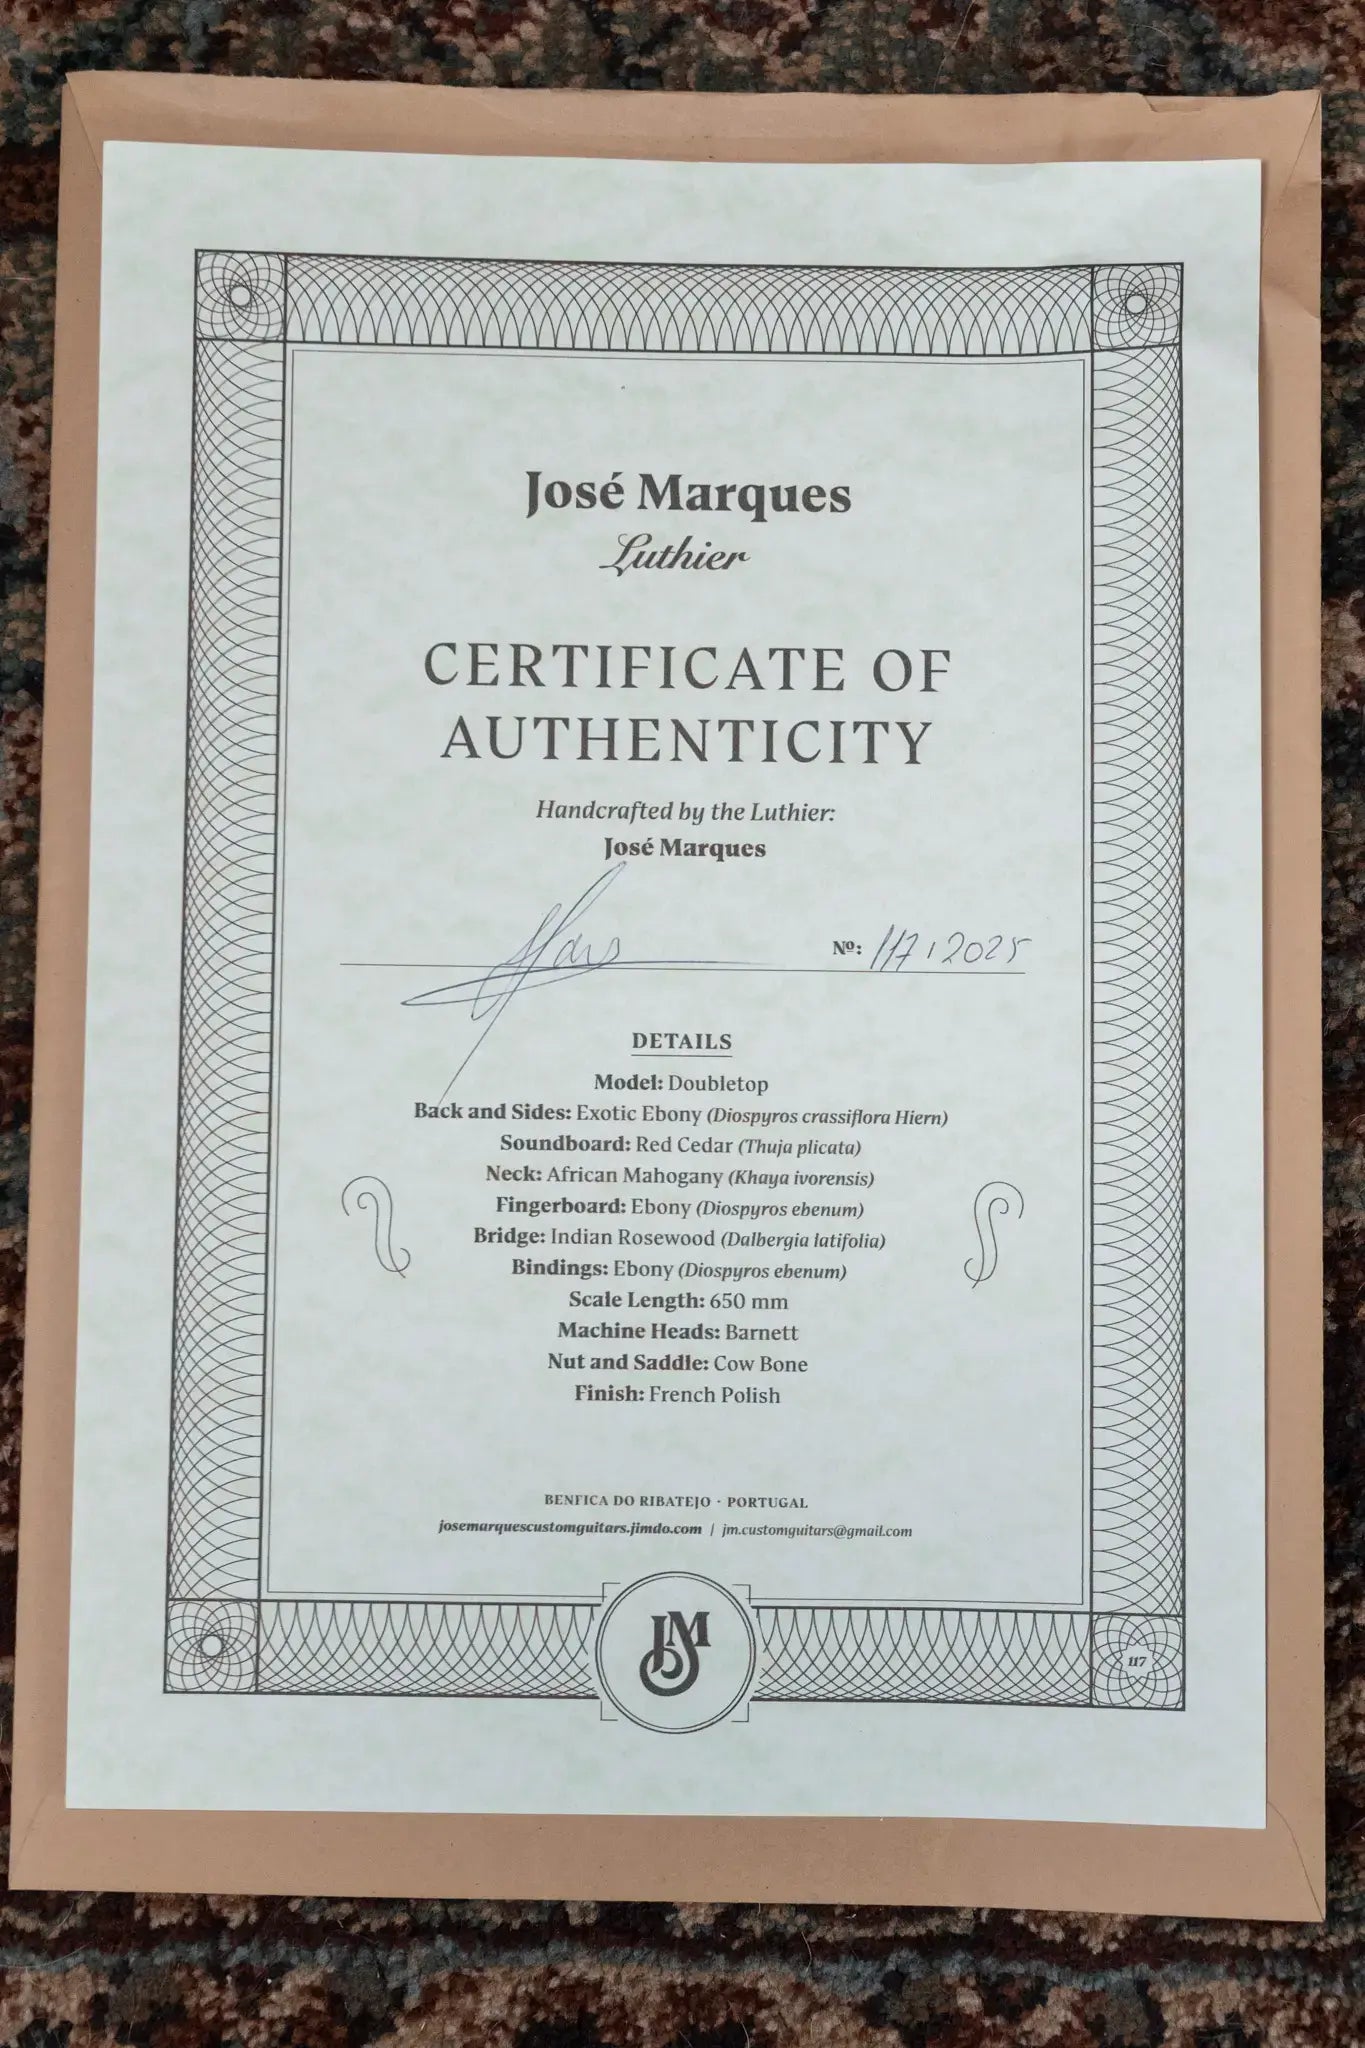 José Marques
Luthier
CERTIFICATE OF
AUTHENTICITY
Handcrafted by the Luthier:
José Marques
Nº: 117 / 2025
DETAILS
Model: Doubletop
Back and Sides: Exotic Ebony (Diospyros crassiflora Hiern)
Soundboard: Red Cedar (Thuja plicata)
Neck: African Mahogany (Khaya ivorensis)
Fingerboard: Ebony (Diospyros ebenum)
Bridge: Indian Rosewood (Dalbergia latifolia)
Bindings: Ebony (Diospyros ebenum)
Scale Length: 650 mm
Machine Heads: Barnett
Nut and Saddle: Cow Bone
Finish: French Polish
BENFICA DO RIBATEJO · PORTUGAL
josemarquescustomguitars.jimdo.com | jm.customguitars@gmail.com
JM
117